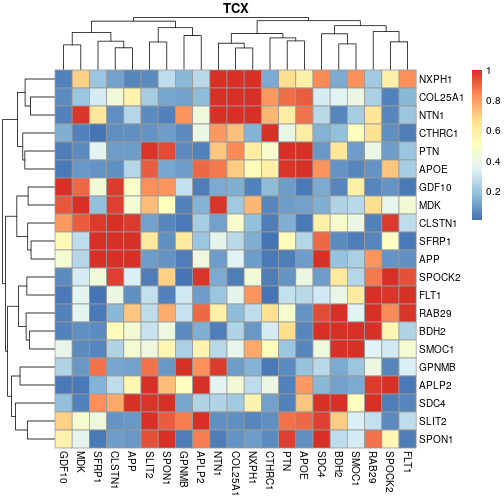 TCX
NXPH1
COL25A1
NTN1
CTHRC1
PTN
APOE
GDF10
MDK
CLSTN1
SFRP1
APP
SPOCK2
FLT1
RAB29
BDH2
SMOC1
GPNMB
APLP2
SDC4
SLIT2
SPON1
1
0.8
0.6
0.4
0.2
GDF10
MDK
SFRP1
CLSTN1
APP
SLIT2
SPON1
GPNMB
APLP2
NTN1
COL25A1
NXPH1
CTHRC1
PTN
APOE
SDC4
BDH2
SMOC1
RAB29
SPOCK2
FLT1